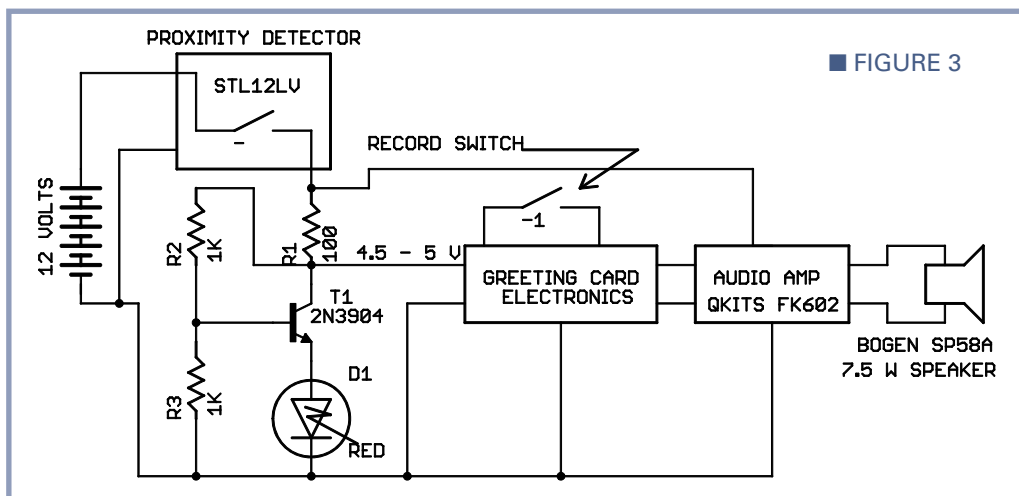 PROXIMITY DETECTOR
■ FIGURE 3
STL12LV
-
RECORD SWITCH
-1
12 VOLTS
R2
1K
R1
100
4.5 - 5 V
GREETING CARD
ELECTRONICS
AUDIO AMP
QKITS FK602
T1
2N3904
BOGEN SP58A
7.5 W SPEAKER
D1
R3
1K
RED